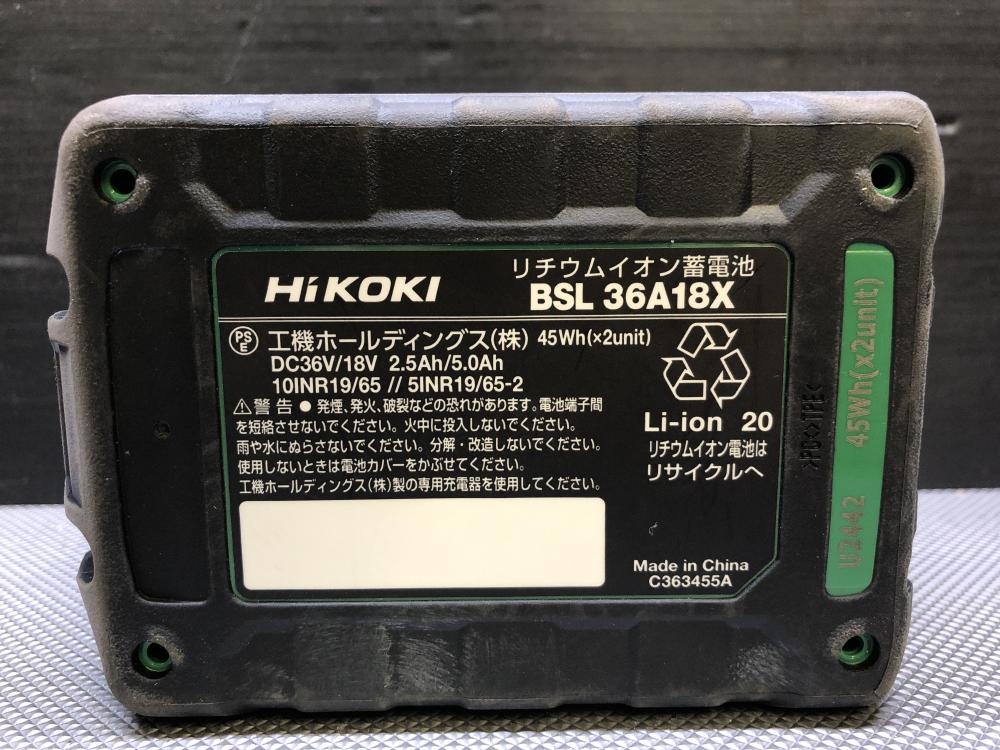 HiKOKI
リチウムイオン蓄電池
BSL 36A18X
PS
E
工機ホールディングス(株) 45Wh(×2unit)
DC36V/18V 2.5Ah/5.0Ah
10INR19/65 // 5INR19/65-2
⚠警告 ● 発煙、発火、破裂などの恐れがあります。電池端子間
を短絡させないでください。火中に投入しないでください。
雨や水にぬらさないでください。分解・改造しないでください。
使用しないときは電池カバーをかぶせてください。
工機ホールディングス(株)製の専用充電器を使用してください。
Li-ion 20
リチウムイオン電池は
リサイクルへ
Made in China
C363455A
>PC<>TPE<
45Wh(x2unit)
U2442